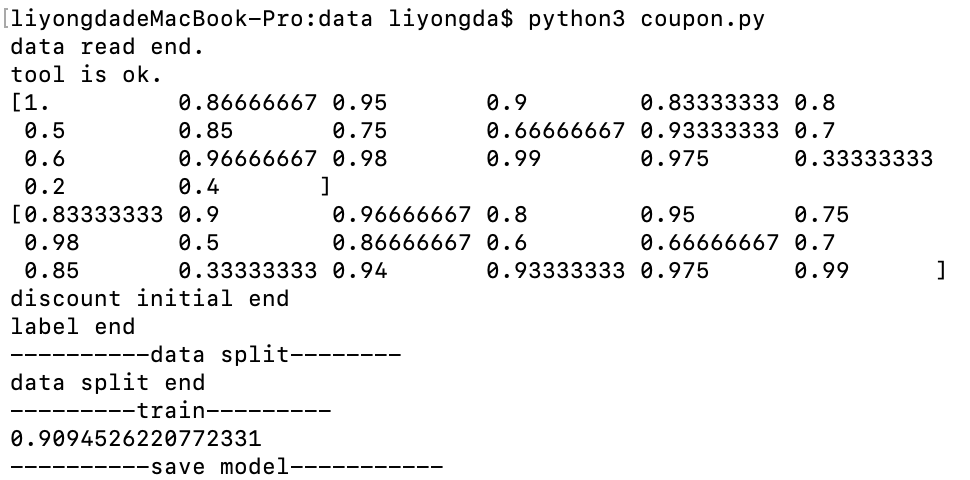 [liyongdadeMacBook-Pro:data liyongda$ python3 coupon.py
data read end.
tool is ok.
[1.         0.86666667 0.95       0.9        0.83333333 0.8
 0.5        0.85       0.75       0.66666667 0.93333333 0.7
 0.6        0.96666667 0.98       0.99       0.975      0.33333333
 0.2        0.4       ]
[0.83333333 0.9        0.96666667 0.8        0.95       0.75
 0.98       0.5        0.86666667 0.6        0.66666667 0.7
 0.85       0.33333333 0.94       0.93333333 0.975      0.99      ]
discount initial end
label end
----------data split--------
data split end
---------train---------
0.9094526220772331
----------save model-----------